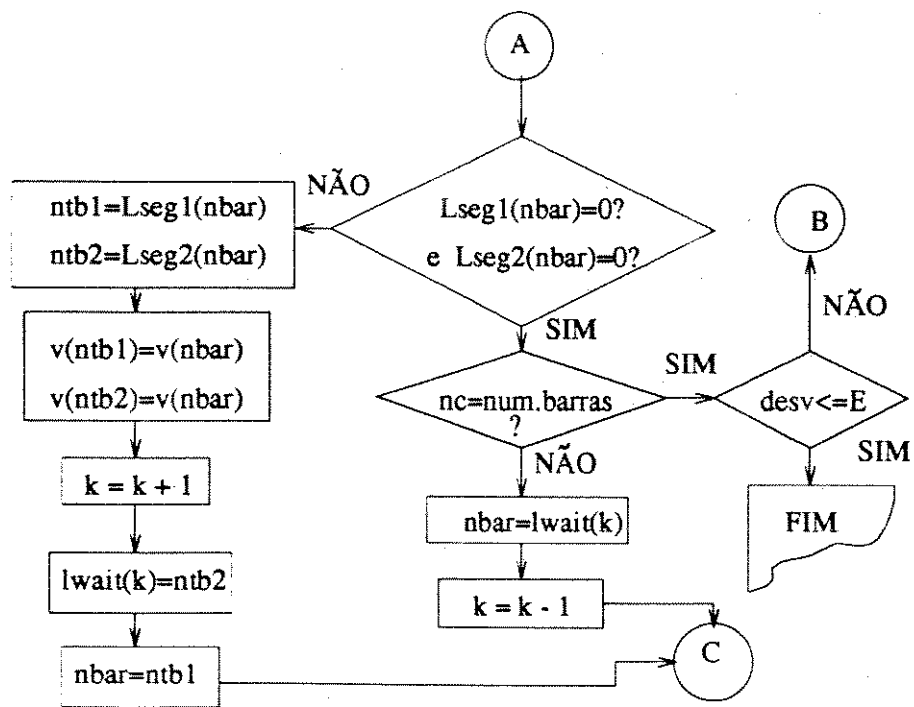 A
NÃO
Lseg1(nbar)=0?
e Lseg2(nbar)=0?
ntb1=Lseg1(nbar)
ntb2=Lseg2(nbar)
B
NÃO
SIM
v(ntb1)=v(nbar)
v(ntb2)=v(nbar)
nc=num.barras
?
SIM
desv<=E
SIM
NÃO
k = k + 1
nbar=lwait(k)
FIM
lwait(k)=ntb2
k = k - 1
nbar=ntb1
C